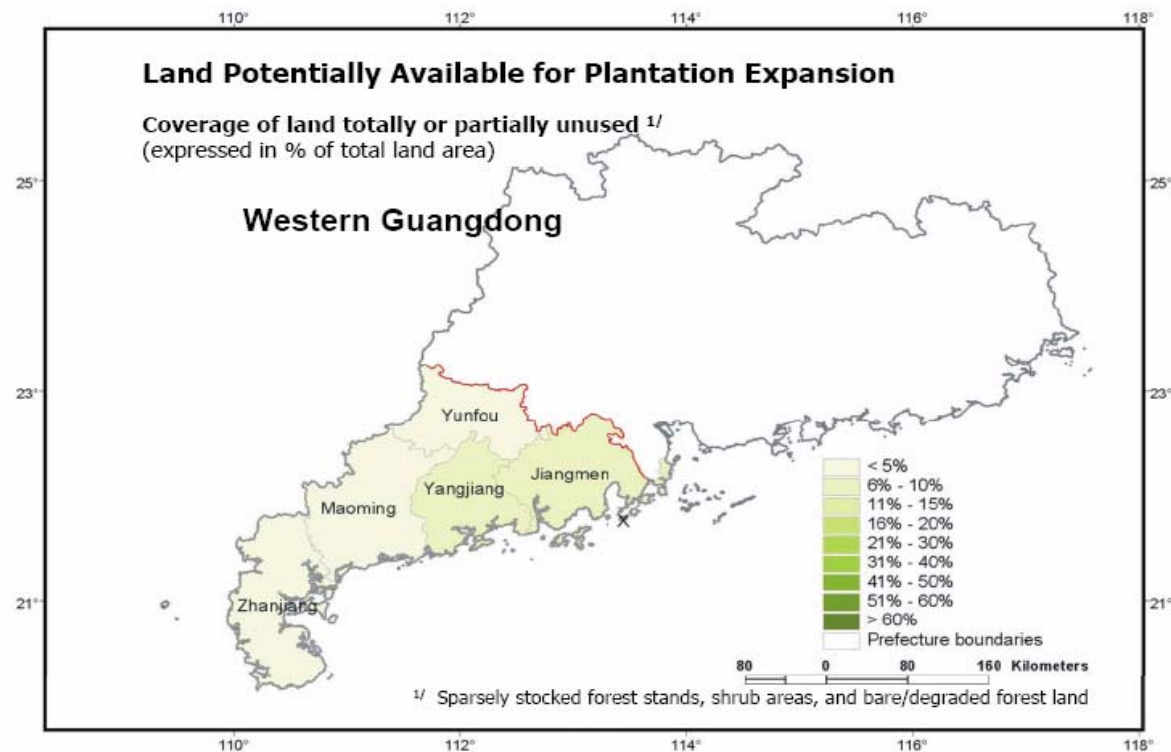 110° 112° 114° 116° 118°
Land Potentially Available for Plantation Expansion
Coverage of land totally or partially unused 1/
(expressed in % of total land area)
25° 25°
Western Guangdong
23° 23°
Yunfou
Jiangmen
Yangjiang
Maoming
Zhanjiang
X
21° 21°
< 5%
6% - 10%
11% - 15%
16% - 20%
21% - 30%
31% - 40%
41% - 50%
51% - 60%
> 60%
Prefecture boundaries
80 0 80 160 Kilometers
1/ Sparsely stocked forest stands, shrub areas, and bare/degraded forest land
110° 112° 114° 116° 118°